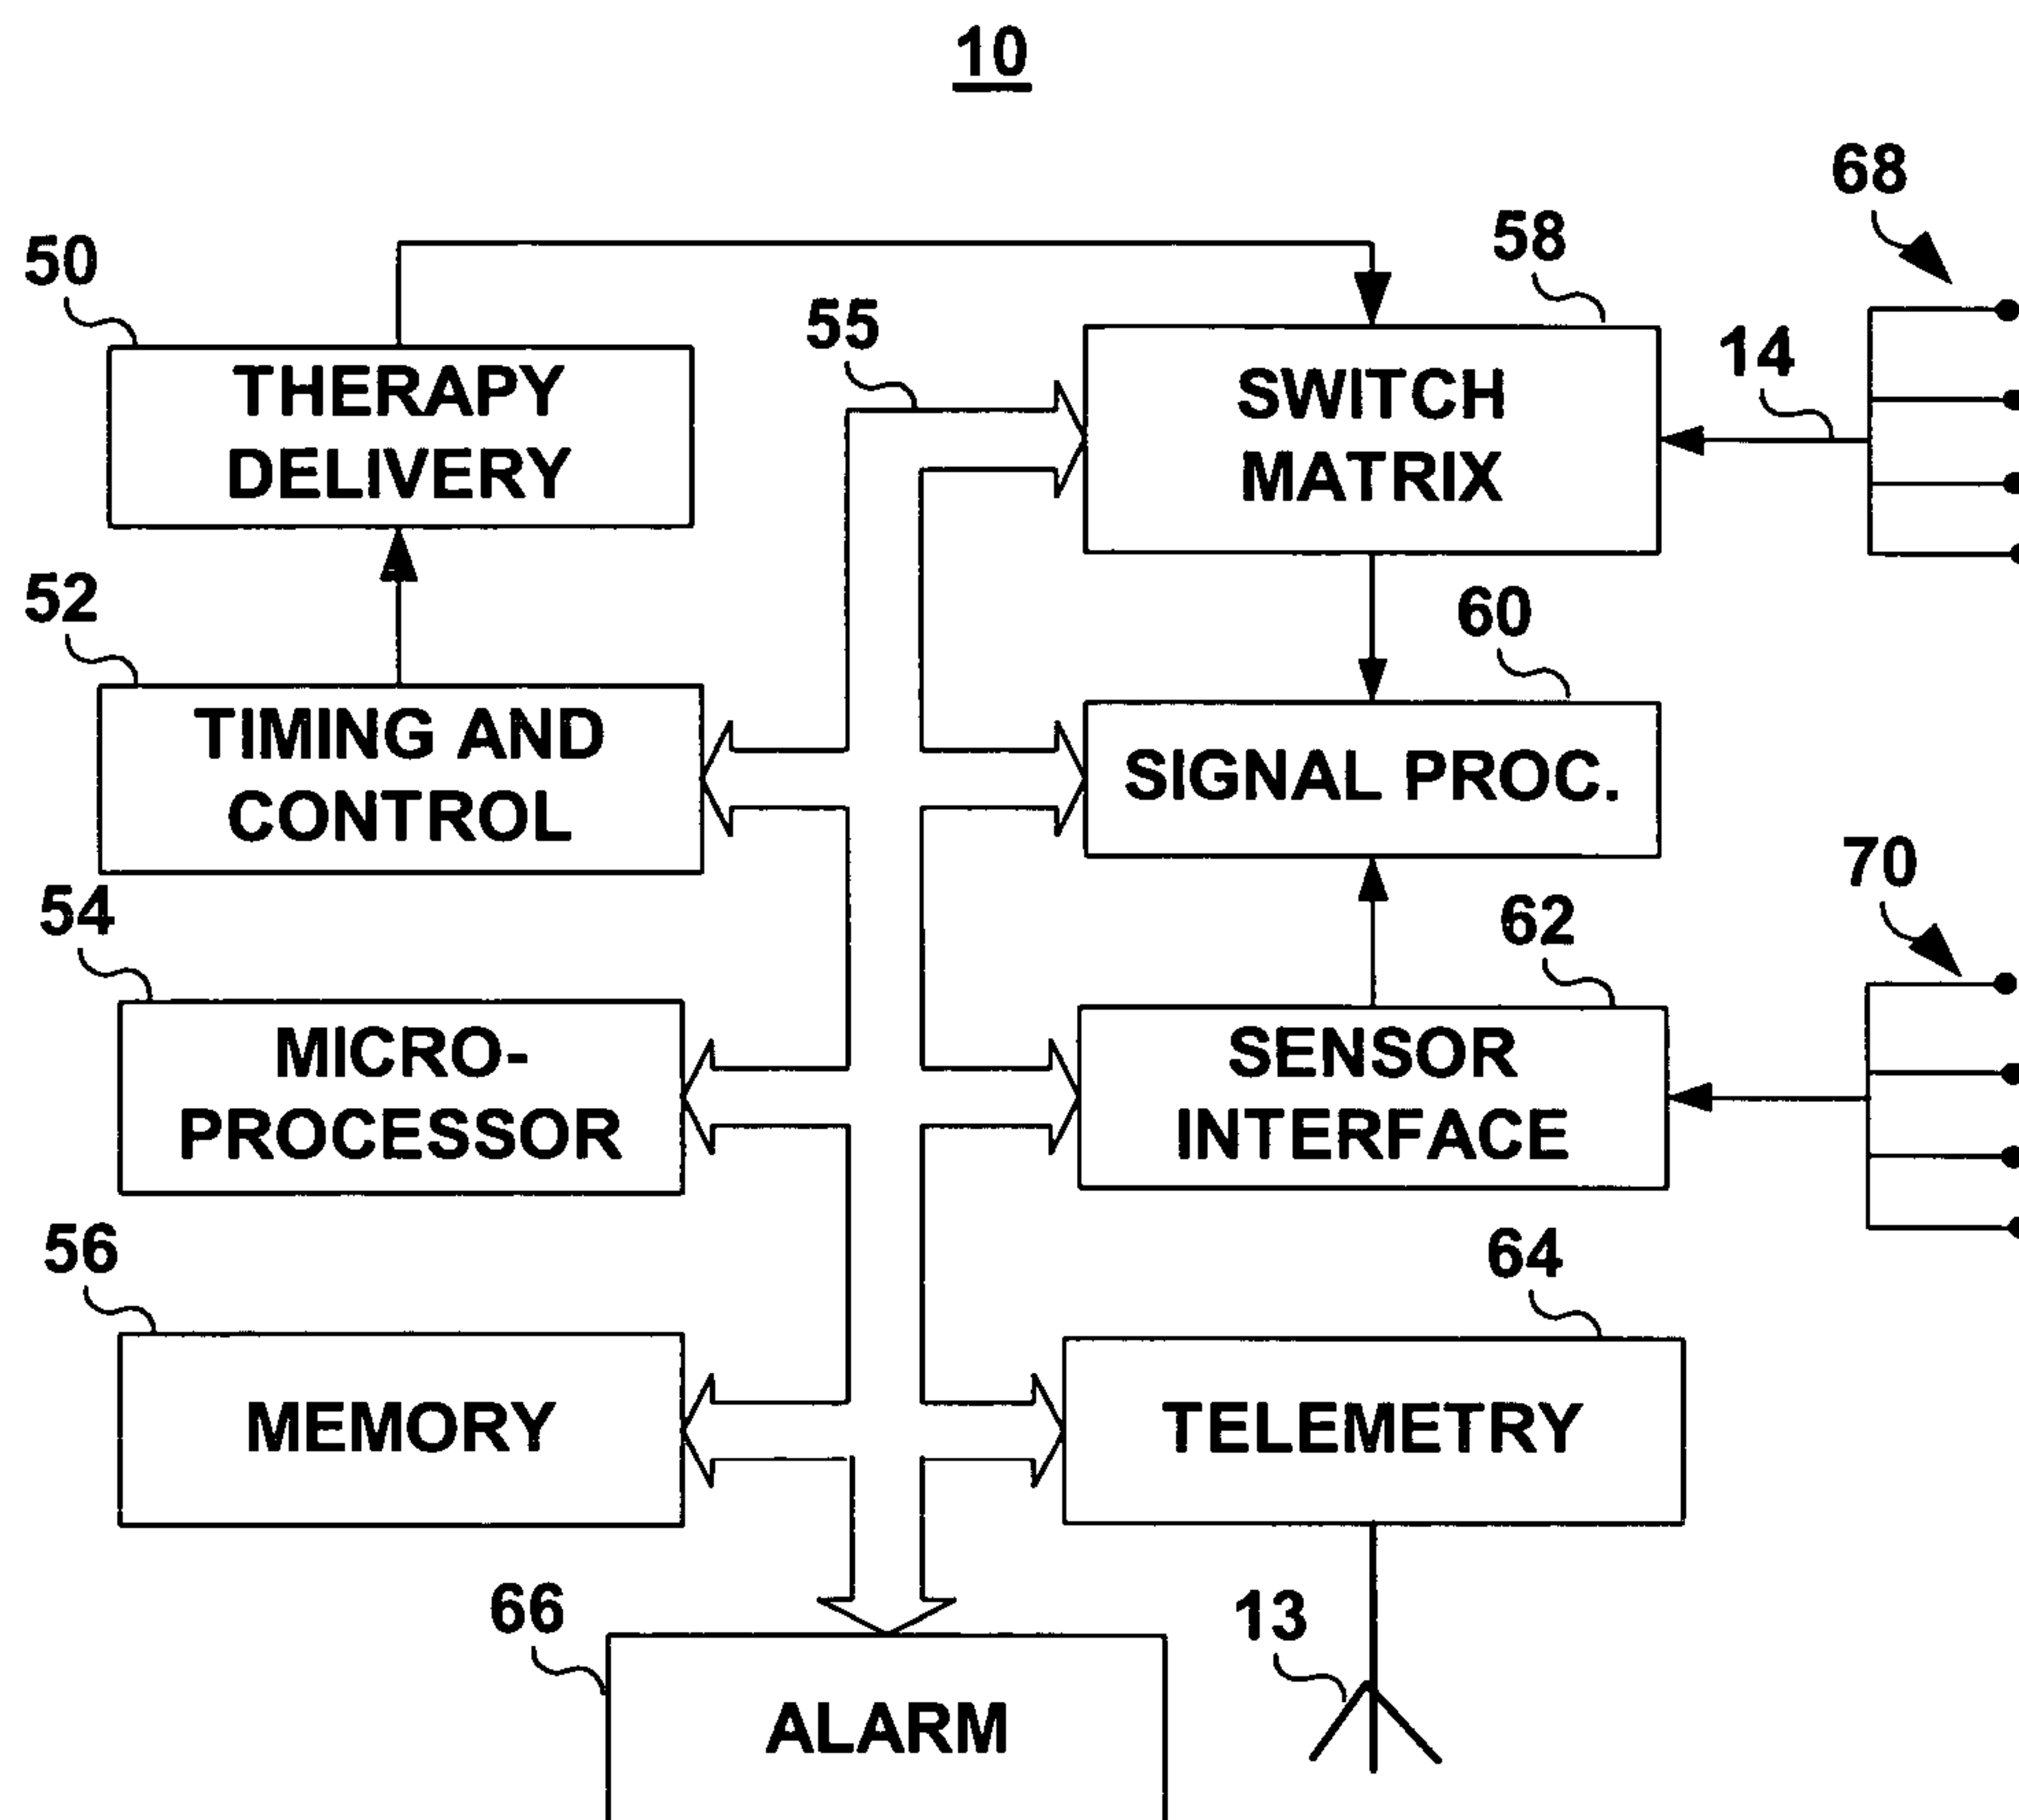 10
68
50
58
55
14
THERAPY
DELIVERY
SWITCH
MATRIX
52
60
TIMING AND
CONTROL
SIGNAL PROC.
70
54
62
MICRO-
PROCESSOR
SENSOR
INTERFACE
56
64
MEMORY
TELEMETRY
66
13
ALARM